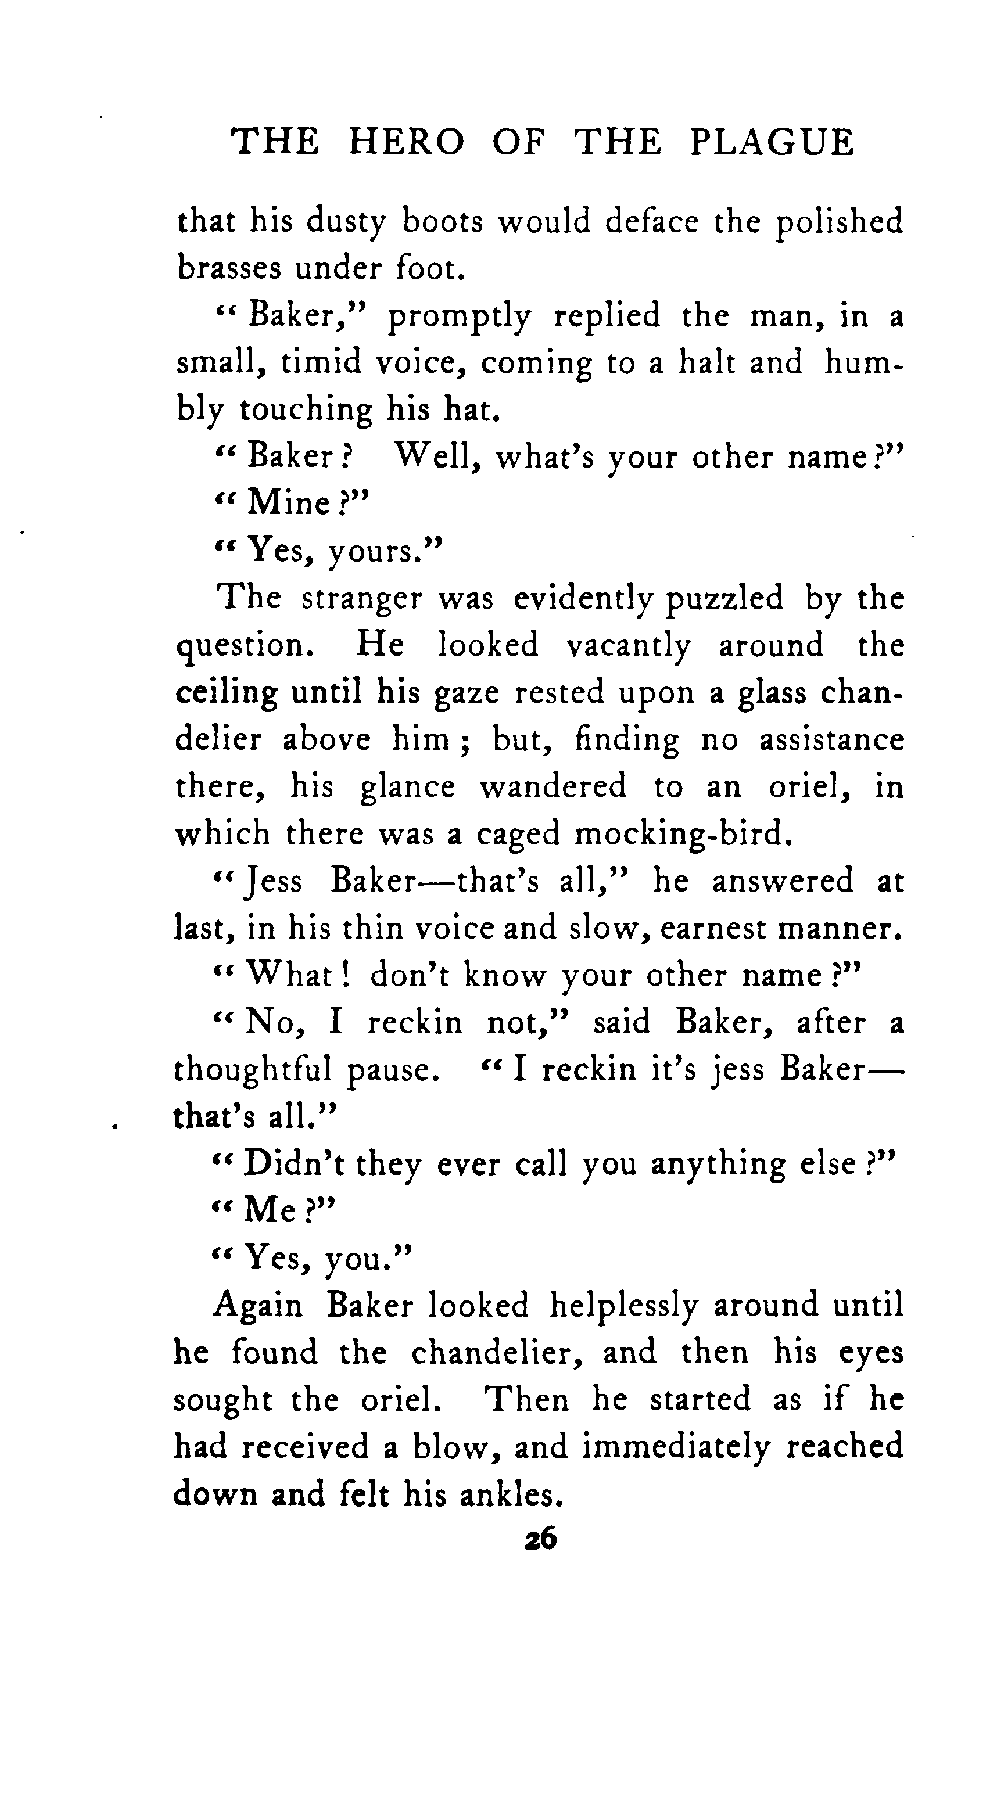 THE HERO OF THE PLAGUE
that his dusty boots would deface the polished
brasses under foot.
“ Baker,” promptly replied the man, in a
small, timid voice, coming to a halt and hum-
bly touching his hat.
“ Baker ? Well, what’s your other name ?”
“ Mine ?”
“ Yes, yours.”
The stranger was evidently puzzled by the
question. He looked vacantly around the
ceiling until his gaze rested upon a glass chan-
delier above him ; but, finding no assistance
there, his glance wandered to an oriel, in
which there was a caged mocking-bird.
“ Jess Baker—that’s all,” he answered at
last, in his thin voice and slow, earnest manner.
“ What ! don’t know your other name ?”
“ No, I reckin not,” said Baker, after a
thoughtful pause. “ I reckin it’s jess Baker—
that’s all.”
“ Didn’t they ever call you anything else ?”
“ Me ?”
“ Yes, you.”
Again Baker looked helplessly around until
he found the chandelier, and then his eyes
sought the oriel. Then he started as if he
had received a blow, and immediately reached
down and felt his ankles.
26